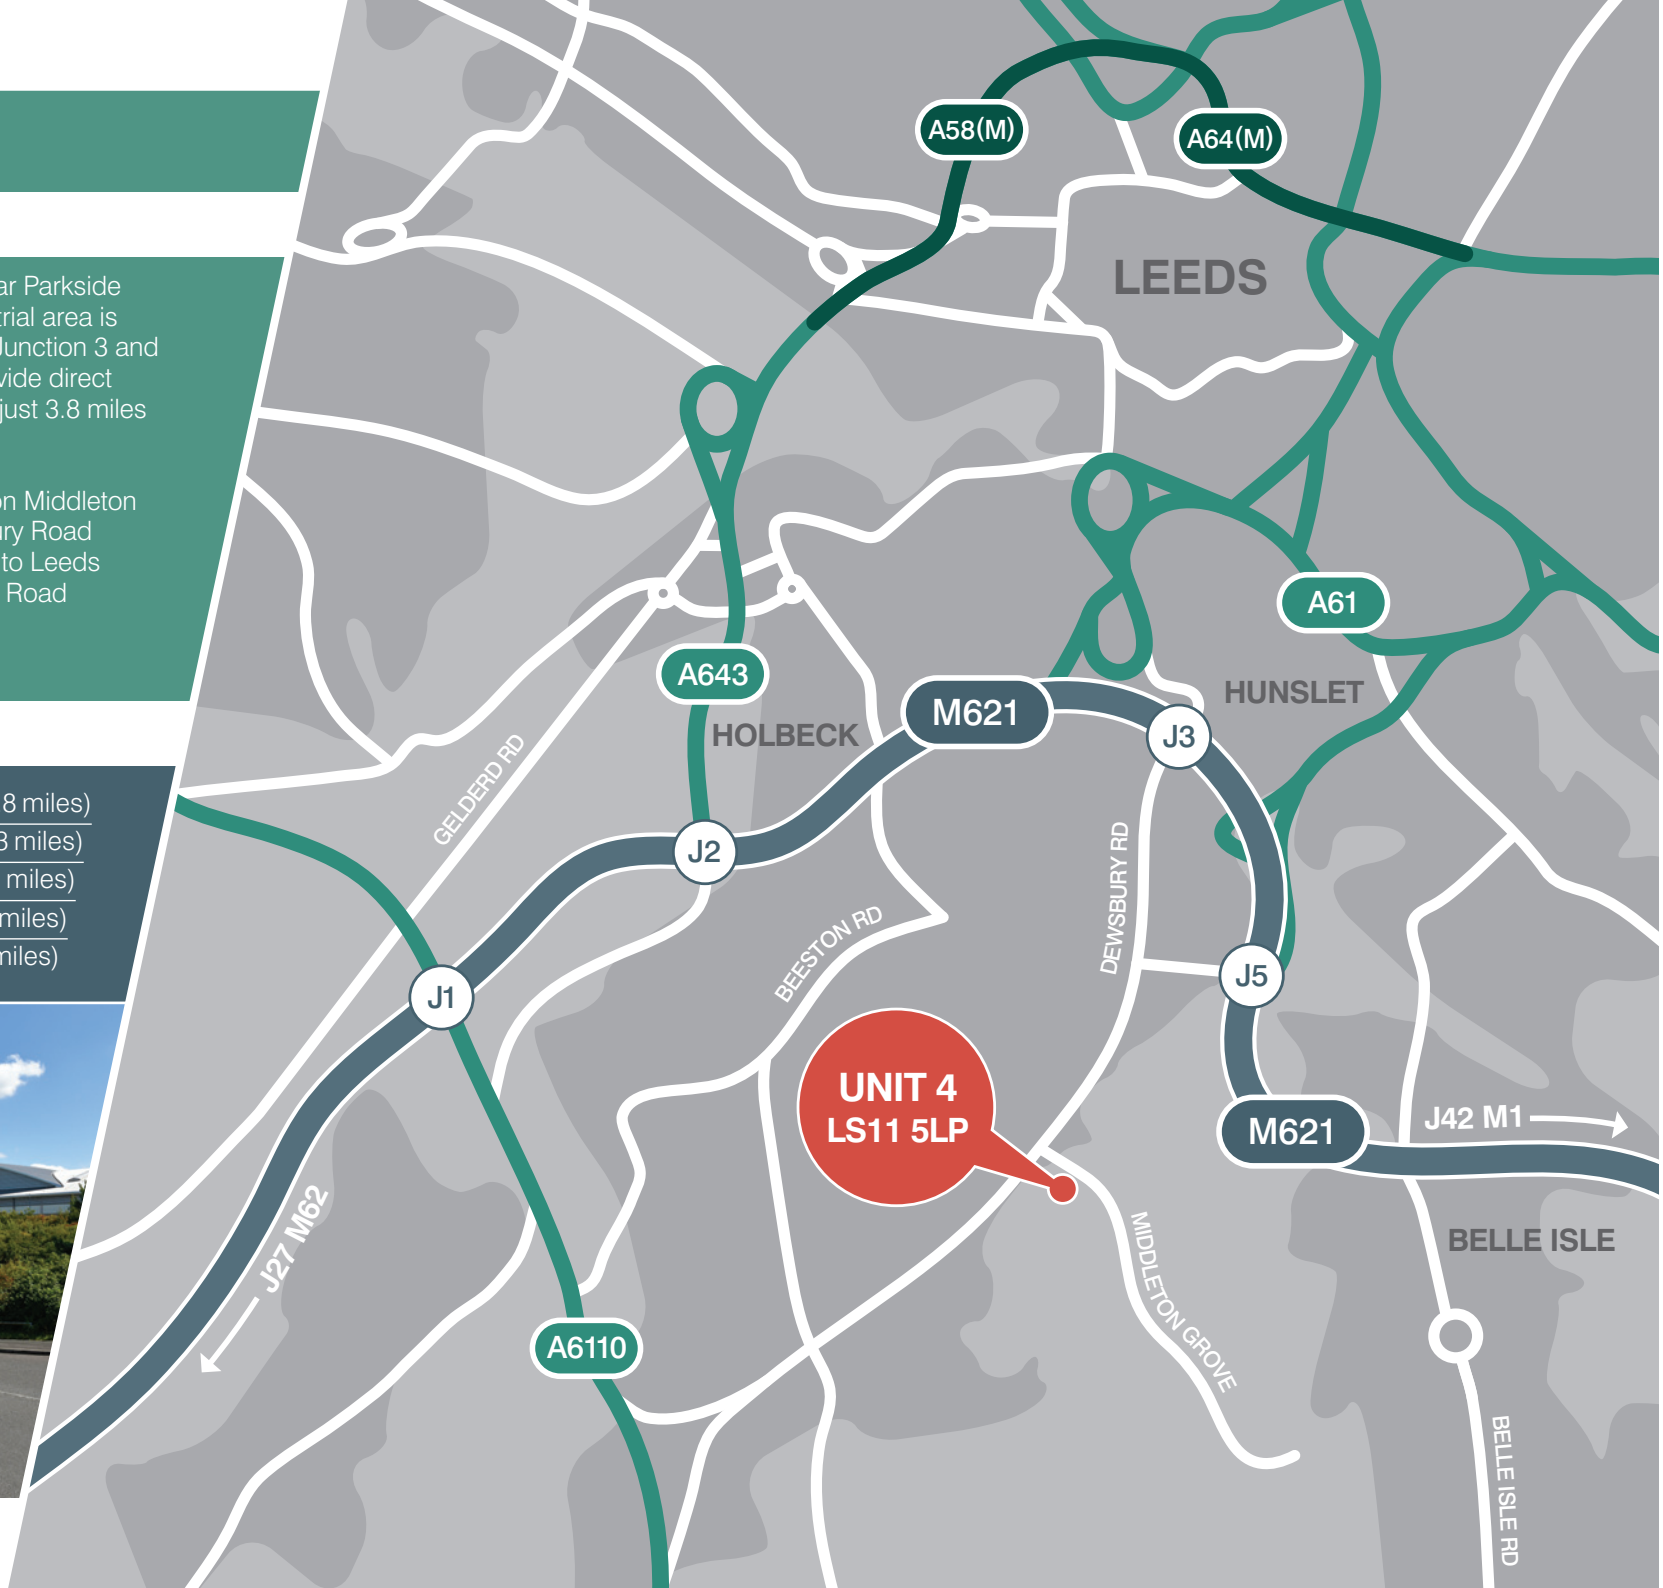 ar Parkside
trial area is
Junction 3 and
vide direct
just 3.8 miles
on Middleton
ury Road
to Leeds
Road
8 miles)
3 miles)
miles)
miles)
miles)
A58(M)
A64(M)
LEEDS
A61
A643
HUNSLET
M621
HOLBECK
J3
GELDERD RD
J2
DEWSBURY RD
BEESTON RD
J5
J1
UNIT 4
LS11 5LP
M621
J42 M1
J27 M62
BELLE ISLE
MIDDLETON GROVE
A6110
BELLE ISLE RD